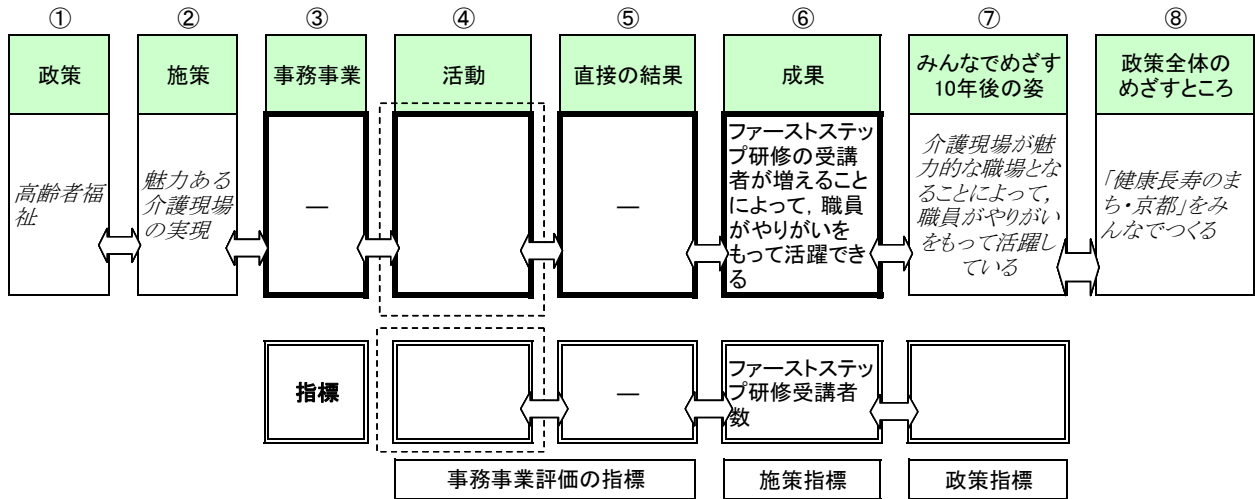 ① ② ③ ④ ⑤ ⑥ ⑦ ⑧
政策
施策
事務事業
活動
直接の結果
成果
みんなでめざす
10年後の姿
政策全体の
めざすところ
高齢者福
祉
魅力ある
介護現場
の実現
―
―
ファーストステッ
プ研修の受講
者が増えること
によって，職員
がやりがいを
もって活躍でき
る
介護現場が魅
力的な職場とな
ることによって，
職員がやりがい
をもって活躍し
ている
「健康長寿のま
ち・京都」をみ
んなでつくる
指標
―
ファーストステッ
プ研修受講者
数
事務事業評価の指標
施策指標
政策指標